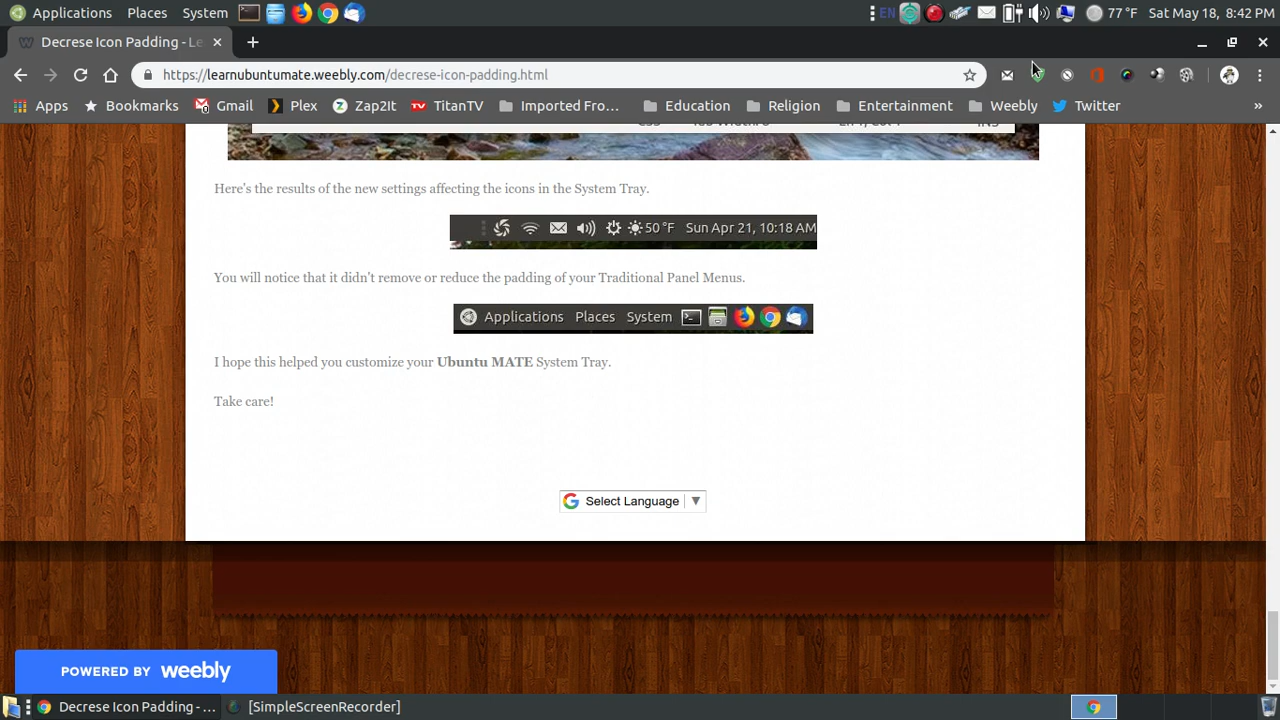 Applications Places System EN 77 °F Sat May 18, 8:42 PM
Decrese Icon Padding - Le
https://learnubuntumate.weebly.com/decrese-icon-padding.html
Apps Bookmarks Gmail Plex Zap2It TitanTV Imported Fro... Education Religion Entertainment Weebly Twitter »
Here's the results of the new settings affecting the icons in the System Tray.
50 °F Sun Apr 21, 10:18 AM
You will notice that it didn't remove or reduce the padding of your Traditional Panel Menus.
Applications Places System
I hope this helped you customize your Ubuntu MATE System Tray.
Take care!
Select Language ▼
POWERED BY weebly
Decrese Icon Padding - ... [SimpleScreenRecorder]